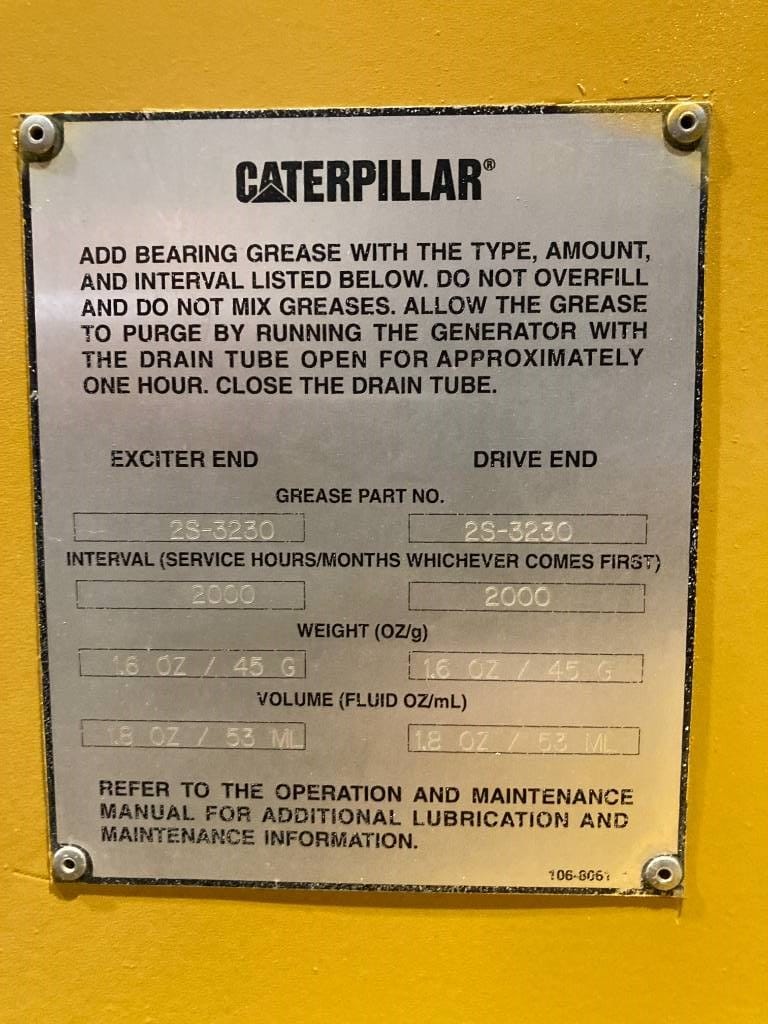 CATERPILLAR®
ADD BEARING GREASE WITH THE TYPE, AMOUNT,
AND INTERVAL LISTED BELOW. DO NOT OVERFILL
AND DO NOT MIX GREASES. ALLOW THE GREASE
TO PURGE BY RUNNING THE GENERATOR WITH
THE DRAIN TUBE OPEN FOR APPROXIMATELY
ONE HOUR. CLOSE THE DRAIN TUBE.
EXCITER END DRIVE END
GREASE PART NO.
2S-3230 2S-3230
INTERVAL (SERVICE HOURS/MONTHS WHICHEVER COMES FIRST)
2000 2000
WEIGHT (OZ/g)
1.6 OZ / 45 G 1.6 OZ / 45 G
VOLUME (FLUID OZ/mL)
1.8 OZ / 53 ML 1.8 OZ / 53 ML
REFER TO THE OPERATION AND MAINTENANCE
MANUAL FOR ADDITIONAL LUBRICATION AND
MAINTENANCE INFORMATION.